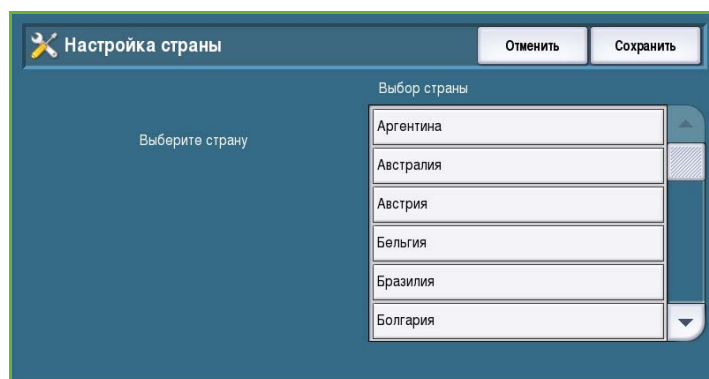 Настройка страны
Отменить
Сохранить
Выбор страны
Выберите страну
Аргентина
Австралия
Австрия
Бельгия
Бразилия
Болгария